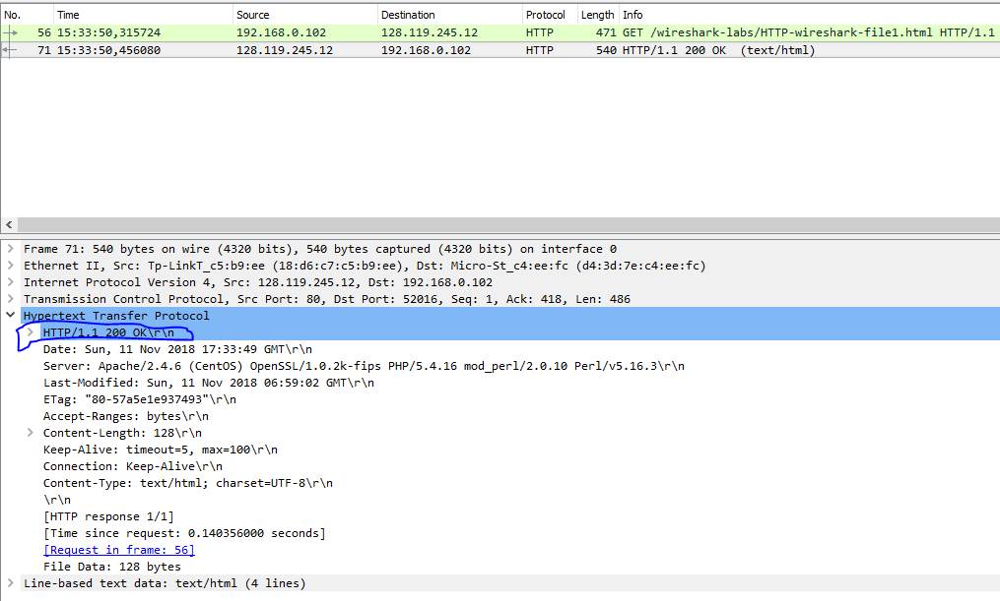 No. Time Source Destination Protocol Length Info
56 15:33:50,315724 192.168.0.102 128.119.245.12 HTTP 471 GET /wireshark-labs/HTTP-wireshark-file1.html HTTP/1.1
71 15:33:50,456080 128.119.245.12 192.168.0.102 HTTP 540 HTTP/1.1 200 OK (text/html)
Frame 71: 540 bytes on wire (4320 bits), 540 bytes captured (4320 bits) on interface 0
Ethernet II, Src: Tp-LinkT_c5:b9:ee (18:d6:c7:c5:b9:ee), Dst: Micro-St_c4:ee:fc (d4:3d:7e:c4:ee:fc)
Internet Protocol Version 4, Src: 128.119.245.12, Dst: 192.168.0.102
Transmission Control Protocol, Src Port: 80, Dst Port: 52016, Seq: 1, Ack: 418, Len: 486
Hypertext Transfer Protocol
HTTP/1.1 200 OK\r\n
Date: Sun, 11 Nov 2018 17:33:49 GMT\r\n
Server: Apache/2.4.6 (CentOS) OpenSSL/1.0.2k-fips PHP/5.4.16 mod_perl/2.0.10 Perl/v5.16.3\r\n
Last-Modified: Sun, 11 Nov 2018 06:59:02 GMT\r\n
ETag: "80-57a5e1e937493"\r\n
Accept-Ranges: bytes\r\n
Content-Length: 128\r\n
Keep-Alive: timeout=5, max=100\r\n
Connection: Keep-Alive\r\n
Content-Type: text/html; charset=UTF-8\r\n
\r\n
[HTTP response 1/1]
[Time since request: 0.140356000 seconds]
[Request in frame: 56]
File Data: 128 bytes
Line-based text data: text/html (4 lines)